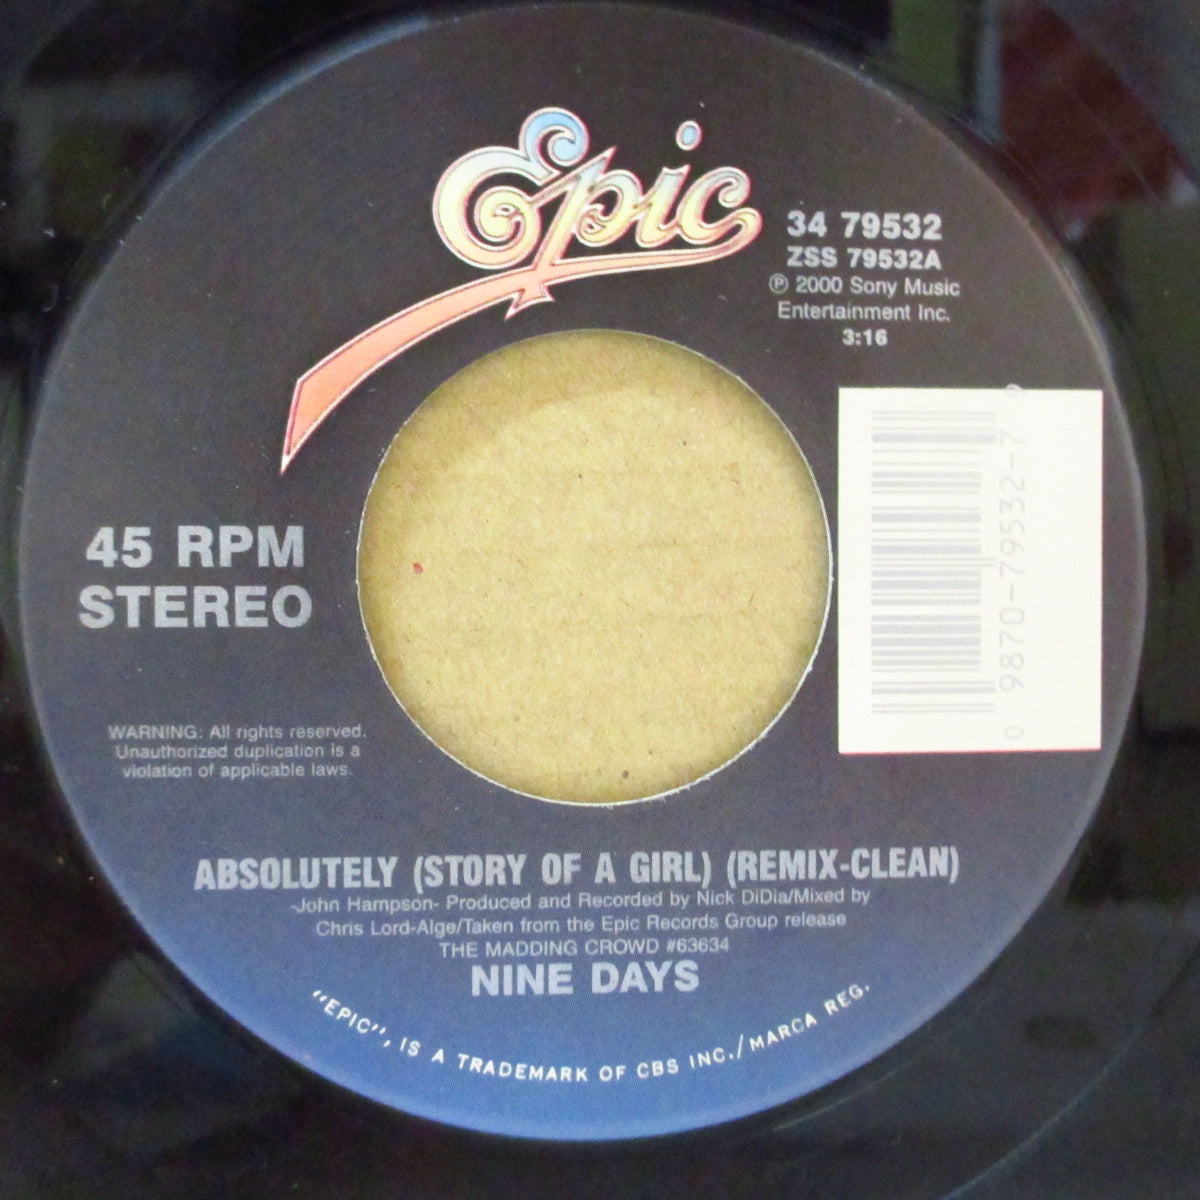 Epic
34 79532
ZSS 79532A
℗ 2000 Sony Music
Entertainment Inc.
3:16
0 9870-79532-7 9
45 RPM
STEREO
WARNING: All rights reserved.
Unauthorized duplication is a
violation of applicable laws.
ABSOLUTELY (STORY OF A GIRL) (REMIX-CLEAN)
-John Hampson- Produced and Recorded by Nick DiDia/Mixed by
Chris Lord-Alge/Taken from the Epic Records Group release
THE MADDING CROWD #63634
NINE DAYS
"EPIC", IS A TRADEMARK OF CBS INC./MARCA REG.